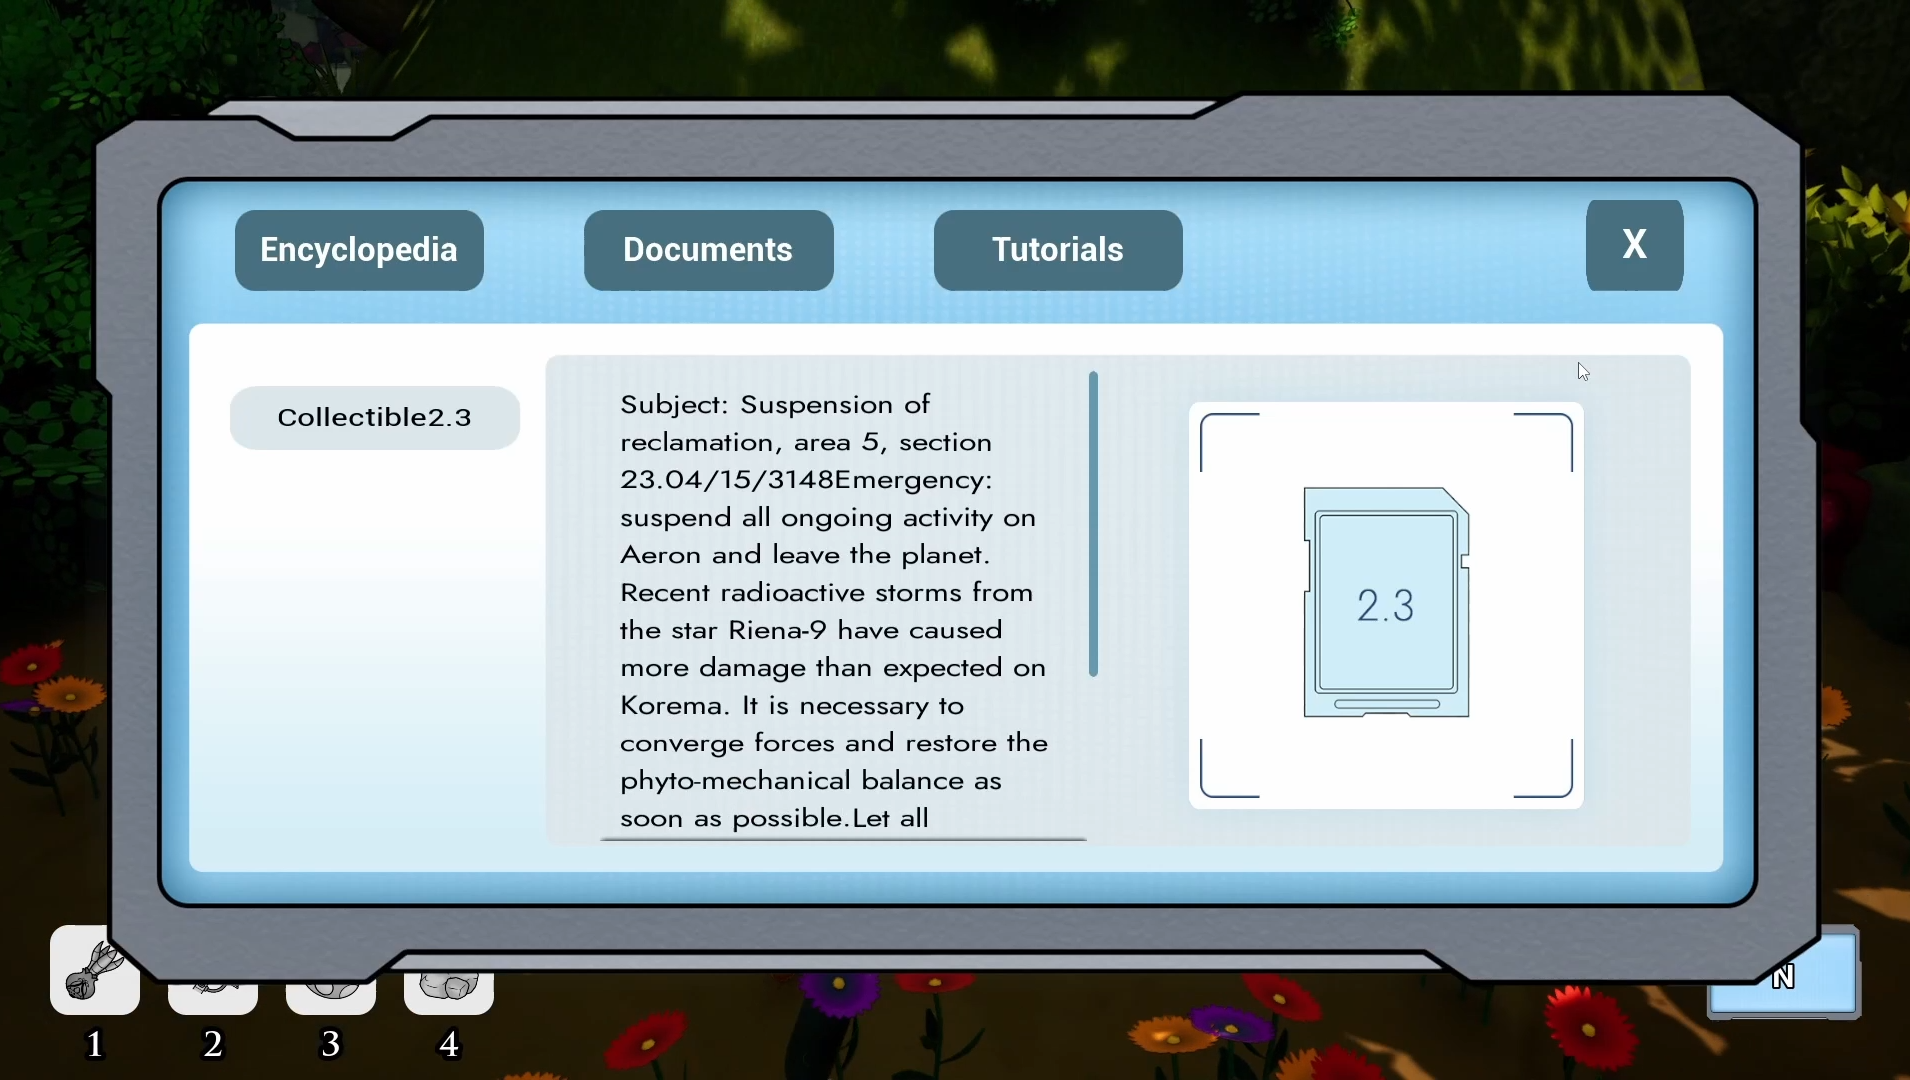 Encyclopedia
Documents
Tutorials
X
Collectible2.3
Subject: Suspension of
reclamation, area 5, section
23.04/15/3148Emergency:
suspend all ongoing activity on
Aeron and leave the planet.
Recent radioactive storms from
the star Riena-9 have caused
more damage than expected on
Korema. It is necessary to
converge forces and restore the
phyto-mechanical balance as
soon as possible.Let all
2.3
1
2
3
4
N